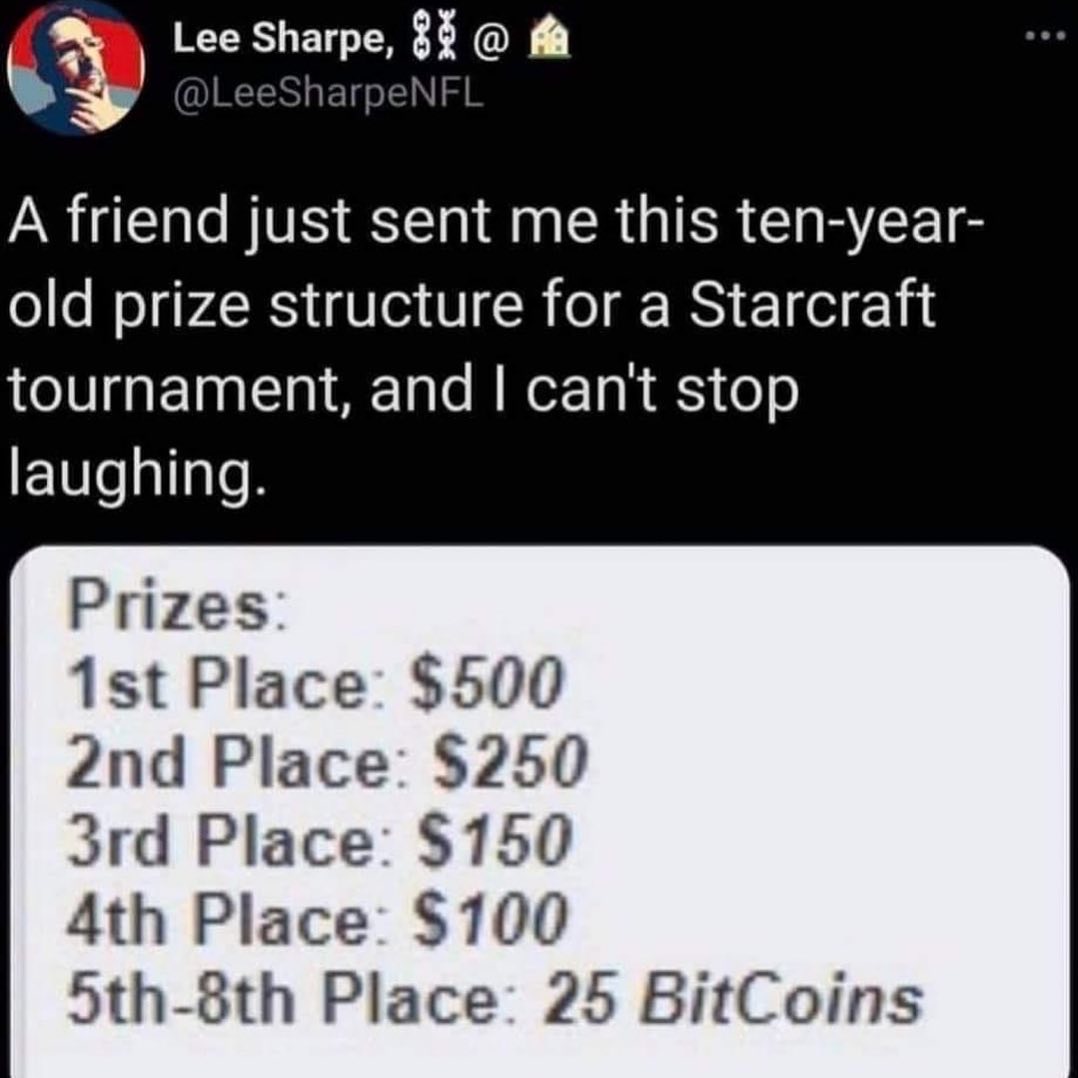 Lee Sharpe, ⛓ @ 🏠
@LeeSharpeNFL
A friend just sent me this ten-year-
old prize structure for a Starcraft
tournament, and I can't stop
laughing.
Prizes:
1st Place: $500
2nd Place: $250
3rd Place: $150
4th Place: $100
5th-8th Place: 25 BitCoins